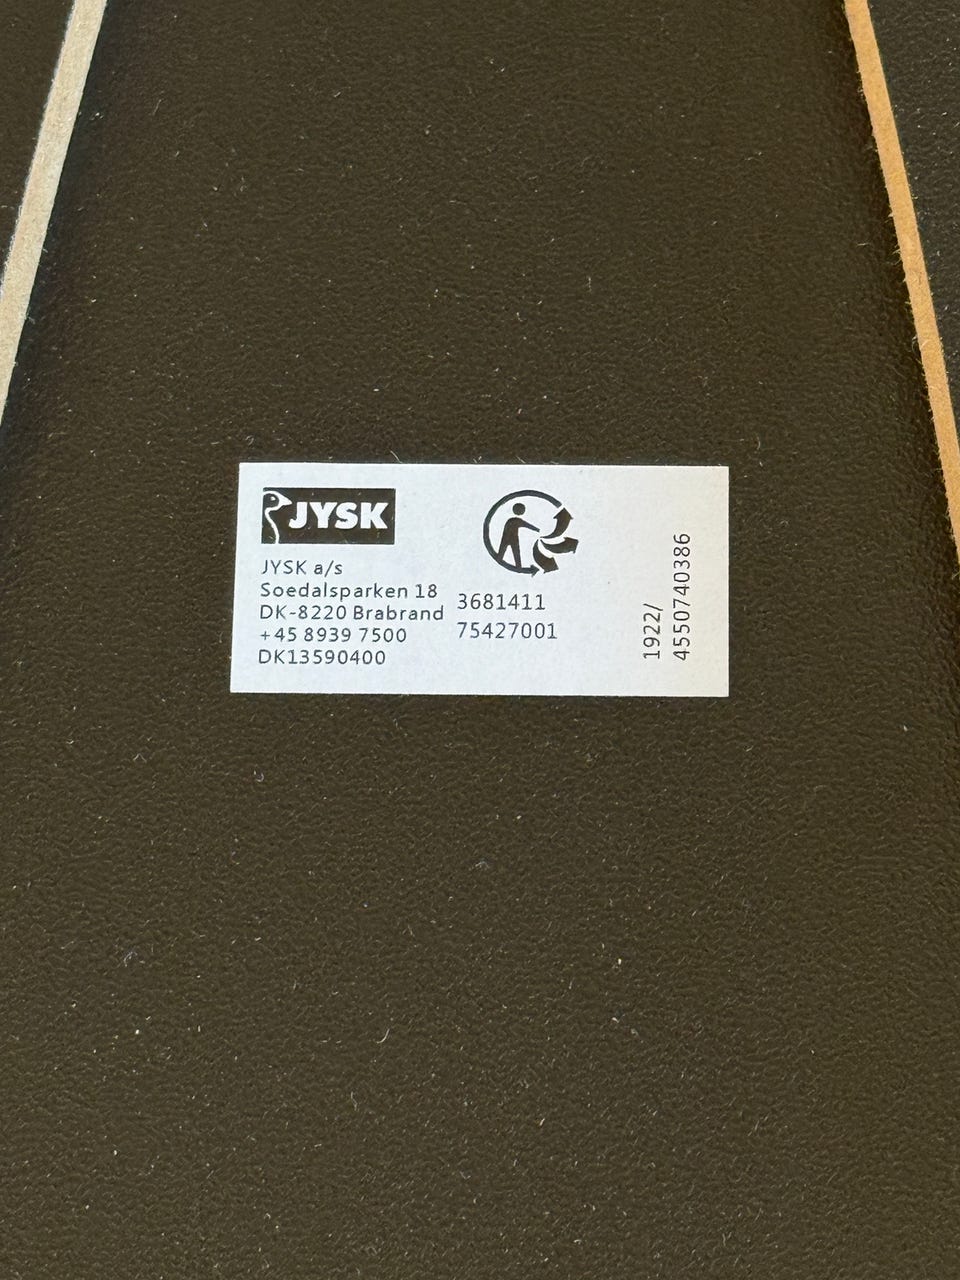 JYSK
JYSK a/s
Soedalsparken 18
DK-8220 Brabrand
+45 8939 7500
DK13590400
3681411
75427001
1922/
4550740386